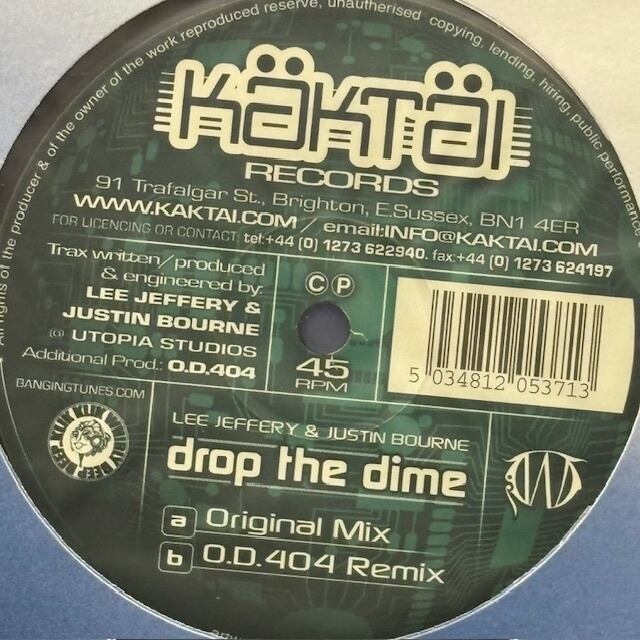 All rights of the producer & of the owner of the work reproduced reserve, unautherised copying, lending, hiring, public performance
KÄKTÄI
RECORDS
91 Trafalgar St., Brighton, E.Sussex, BN1 4ER
WWW.KAKTAI.COM / email:INFO@KAKTAI.COM
FOR LICENCING OR CONTACT: tel:+44 (0) 1273 622940. fax:+44 (0) 1273 624197
Trax written/produced
& engineered by:
LEE JEFFERY &
JUSTIN BOURNE
@ UTOPIA STUDIOS
Additional Prod.: O.D.404
C P
45
RPM
5 034812 053713
BANGINGTUNES.COM
LEE JEFFERY & JUSTIN BOURNE
drop the dime
a Original Mix
b O.D.404 Remix